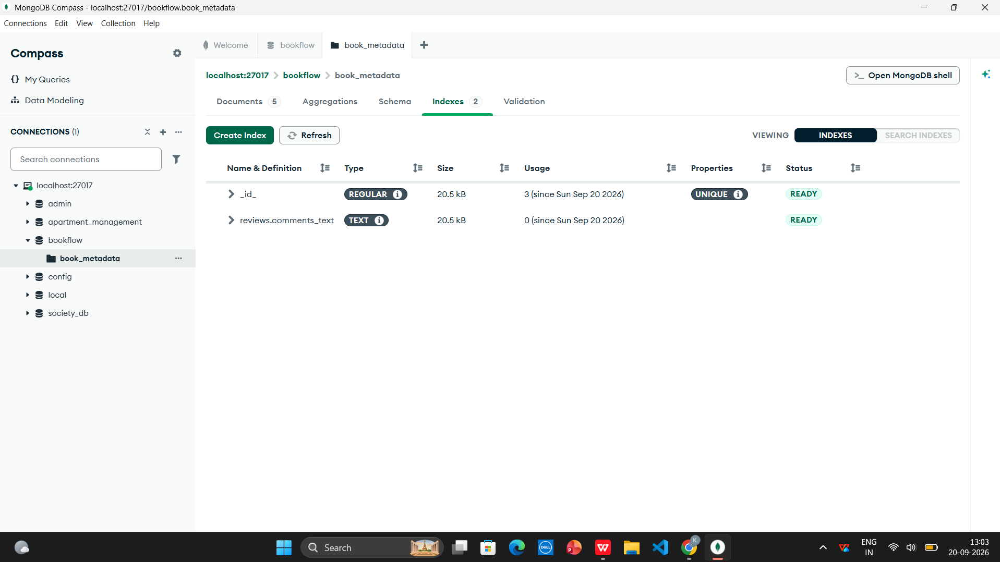 MongoDB Compass - localhost:27017/bookflow.book_metadata
Connections Edit View Collection Help
Compass
My Queries
Data Modeling
CONNECTIONS (1)
Search connections
localhost:27017
admin
apartment_management
bookflow
book_metadata
config
local
society_db
Welcome bookflow book_metadata
localhost:27017 bookflow book_metadata
Open MongoDB shell
Documents 5 Aggregations Schema Indexes 2 Validation
Create Index Refresh VIEWING INDEXES SEARCH INDEXES
Name & Definition Type Size Usage Properties Status
_id_ REGULAR 20.5 kB 3 (since Sun Sep 20 2026) UNIQUE READY
reviews.comments_text TEXT 20.5 kB 0 (since Sun Sep 20 2026) READY
Search
DELL
P
W
K
ENG
IN
13:03
20-09-2026